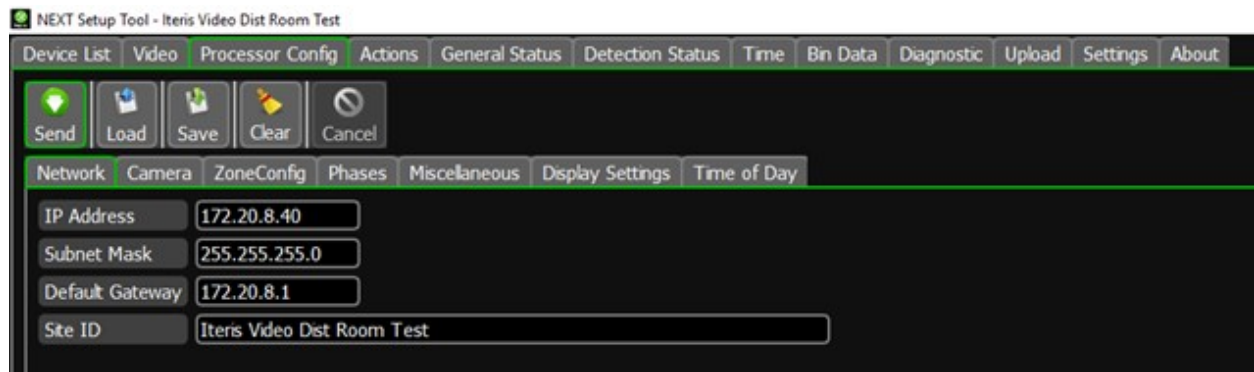 NEXT Setup Tool - Iteris Video Dist Room Test
Device List Video Processor Config Actions General Status Detection Status Time Bin Data Diagnostic Upload Settings About
Send Load Save Clear Cancel
Network Camera ZoneConfig Phases Miscellaneous Display Settings Time of Day
IP Address 172.20.8.40
Subnet Mask 255.255.255.0
Default Gateway 172.20.8.1
Site ID Iteris Video Dist Room Test